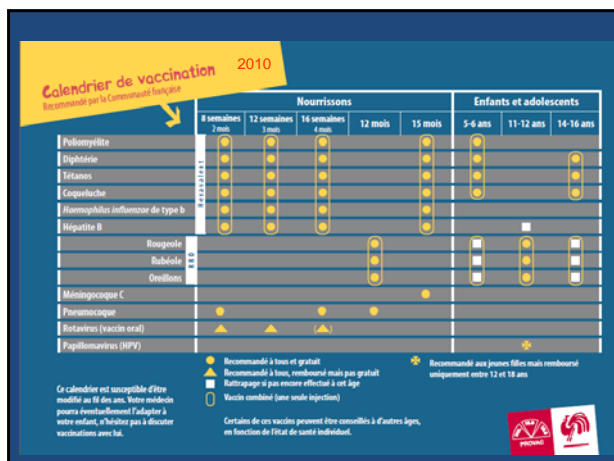 2010
Calendrier de vaccination
Recommandé par la Communauté française
Nourrissons
Enfants et adolescents
8 semaines
2 mois
12 semaines
3 mois
16 semaines
4 mois
12 mois
15 mois
5-6 ans
11-12 ans
14-16 ans
Hexavalent
Poliomyélite
Diphtérie
Tétanos
Coqueluche
Haemophilus influenzae de type b
Hépatite B
RRO
Rougeole
Rubéole
Oreillons
Méningocoque C
Pneumocoque
Rotavirus (vaccin oral)
( )
Papillomavirus (HPV)
Recommandé à tous et gratuit
Recommandé à tous, remboursé mais pas gratuit
Rattrapage si pas encore effectué à cet âge
Vaccin combiné (une seule injection)
Recommandé aux jeunes filles mais remboursé
uniquement entre 12 et 18 ans
Ce calendrier est susceptible d'être
modifié au fil des ans. Votre médecin
pourra éventuellement l'adapter à
votre enfant, n'hésitez pas à discuter
vaccinations avec lui.
Certains de ces vaccins peuvent être conseillés à d'autres âges,
en fonction de l'état de santé individuel.
PROVAC